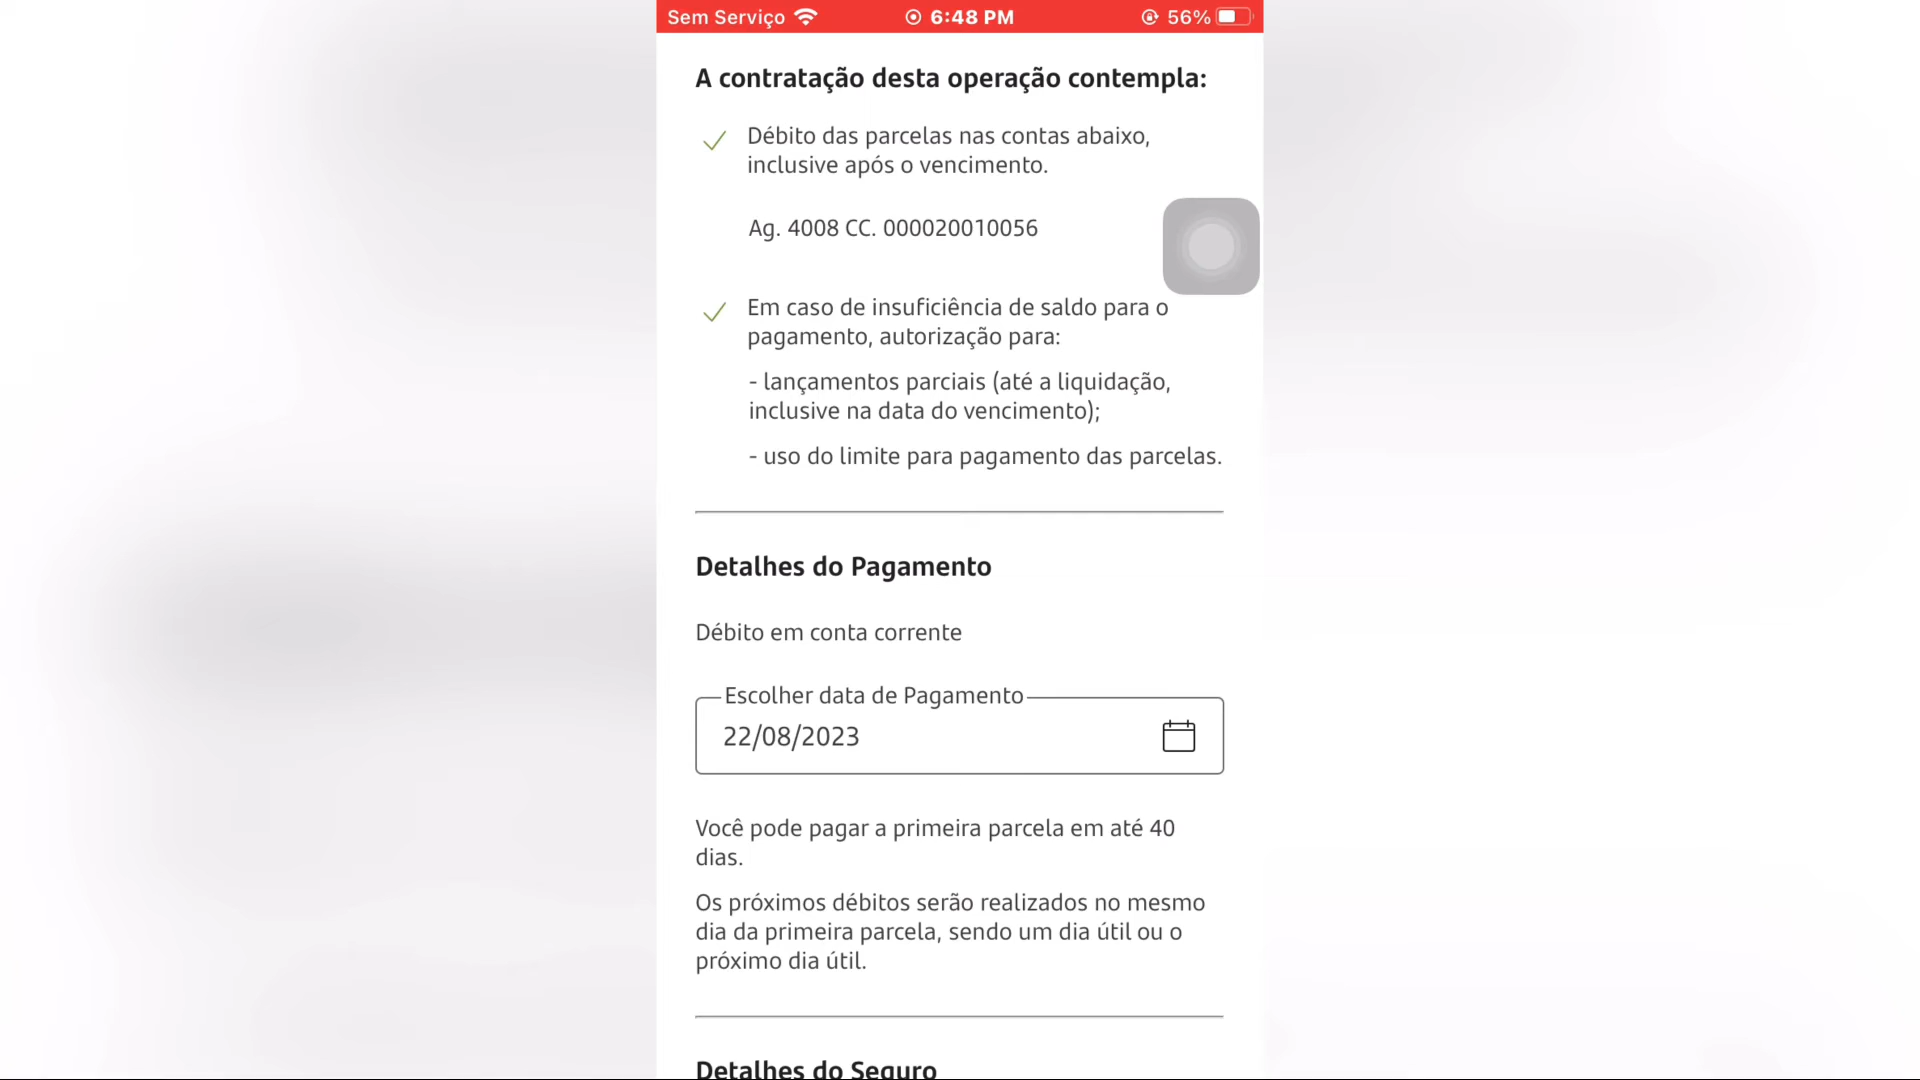 Sem Serviço 6:48 PM 56%
A contratação desta operação contempla:
Débito das parcelas nas contas abaixo,
inclusive após o vencimento.
Ag. 4008 CC. 000020010056
Em caso de insuficiência de saldo para o
pagamento, autorização para:
- lançamentos parciais (até a liquidação,
inclusive na data do vencimento);
- uso do limite para pagamento das parcelas.
Detalhes do Pagamento
Débito em conta corrente
Escolher data de Pagamento
22/08/2023
Você pode pagar a primeira parcela em até 40
dias.
Os próximos débitos serão realizados no mesmo
dia da primeira parcela, sendo um dia útil ou o
próximo dia útil.
Detalhes do Seguro